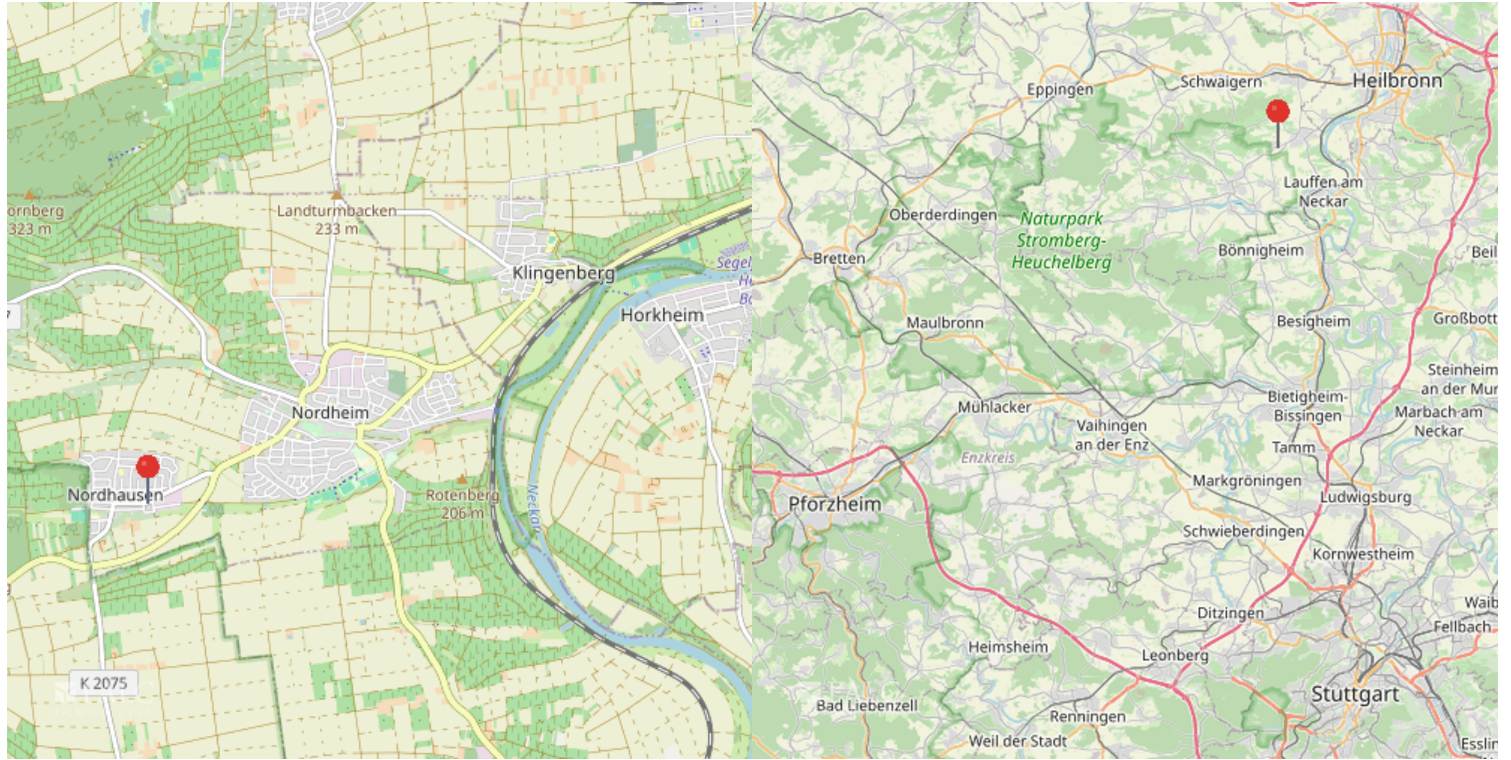 ornberg
323 m
Landturmbacken
233 m
Klingenberg
Segel
Horkheim
7
Nordheim
Nordhausen
Rotenberg
206 m
Neckar
K 2075
Schwaigern
Heilbronn
Eppingen
Lauffen am
Neckar
Oberderdingen
Naturpark
Stromberg-
Heuchelberg
Bönnigheim
Beil
Bretten
Maulbronn
Besigheim
Großbott
Steinheim
an der Mur
Mühlacker
Bietigheim-
Bissingen
Marbach am
Neckar
Vaihingen
an der Enz
Tamm
Enzkreis
Markgröningen
Ludwigsburg
Pforzheim
Schwieberdingen
Kornwestheim
Ditzingen
Waib
Fellbach
Heimsheim
Leonberg
Stuttgart
Bad Liebenzell
Renningen
Weil der Stadt
Esslin